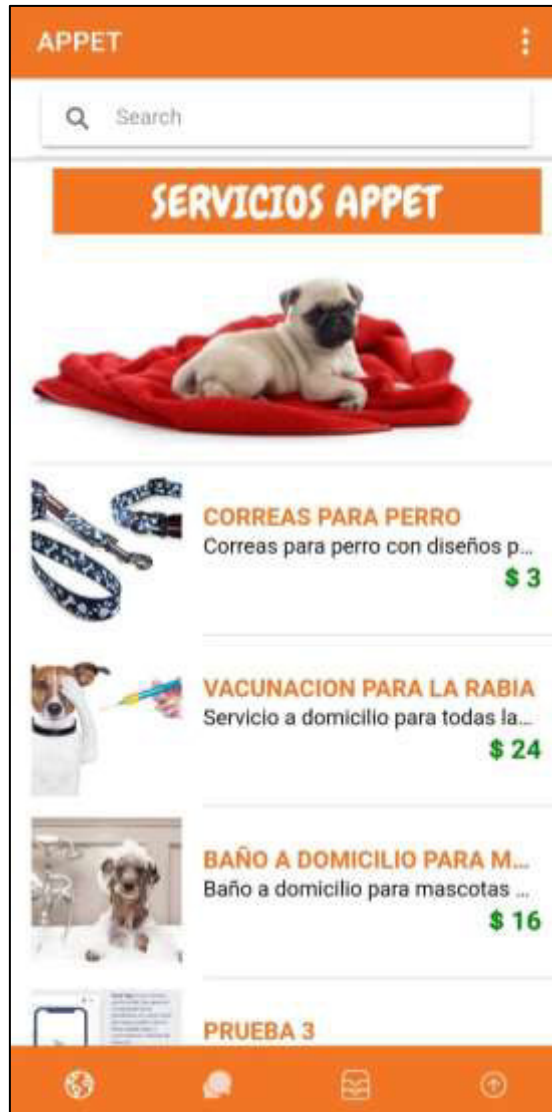 APPET
Search
SERVICIOS APPET
CORREAS PARA PERRO
Correas para perro con diseños p...
$ 3
VACUNACION PARA LA RABIA
Servicio a domicilio para todas la...
$ 24
BAÑO A DOMICILIO PARA M...
Baño a domicilio para mascotas ...
$ 16
PRUEBA 3